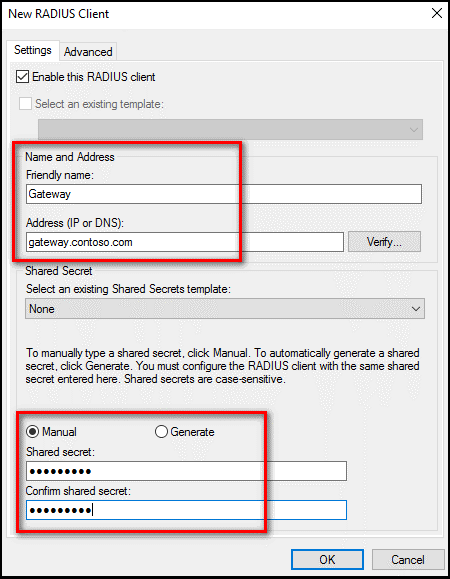 New RADIUS Client
Settings
Advanced
Enable this RADIUS client
Select an existing template:
Name and Address
Friendly name:
Gateway
Address (IP or DNS):
gateway.contoso.com
Verify...
Shared Secret
Select an existing Shared Secrets template:
None
To manually type a shared secret, click Manual. To automatically generate a shared
secret, click Generate. You must configure the RADIUS client with the same shared
secret entered here. Shared secrets are case-sensitive.
Manual
Generate
Shared secret:
●●●●●●●●●
Confirm shared secret:
●●●●●●●●●
OK
Cancel